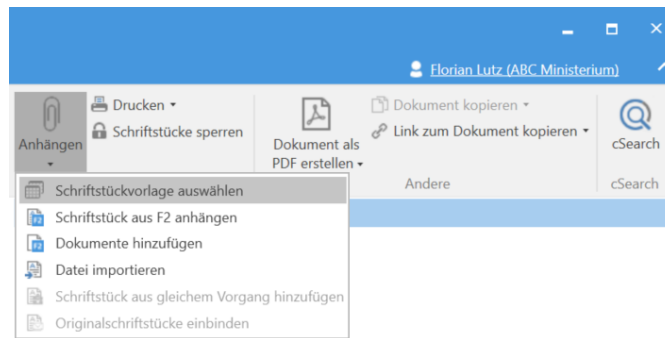 Florian Lutz (ABC Ministerium)
Anhängen
Drucken
Schriftstücke sperren
Dokument als
PDF erstellen
Dokument kopieren
Link zum Dokument kopieren
Andere
cSearch
cSearch
Schriftstückvorlage auswählen
F2 Schriftstück aus F2 anhängen
F2 Dokumente hinzufügen
Datei importieren
Schriftstück aus gleichem Vorgang hinzufügen
Originalschriftstücke einbinden